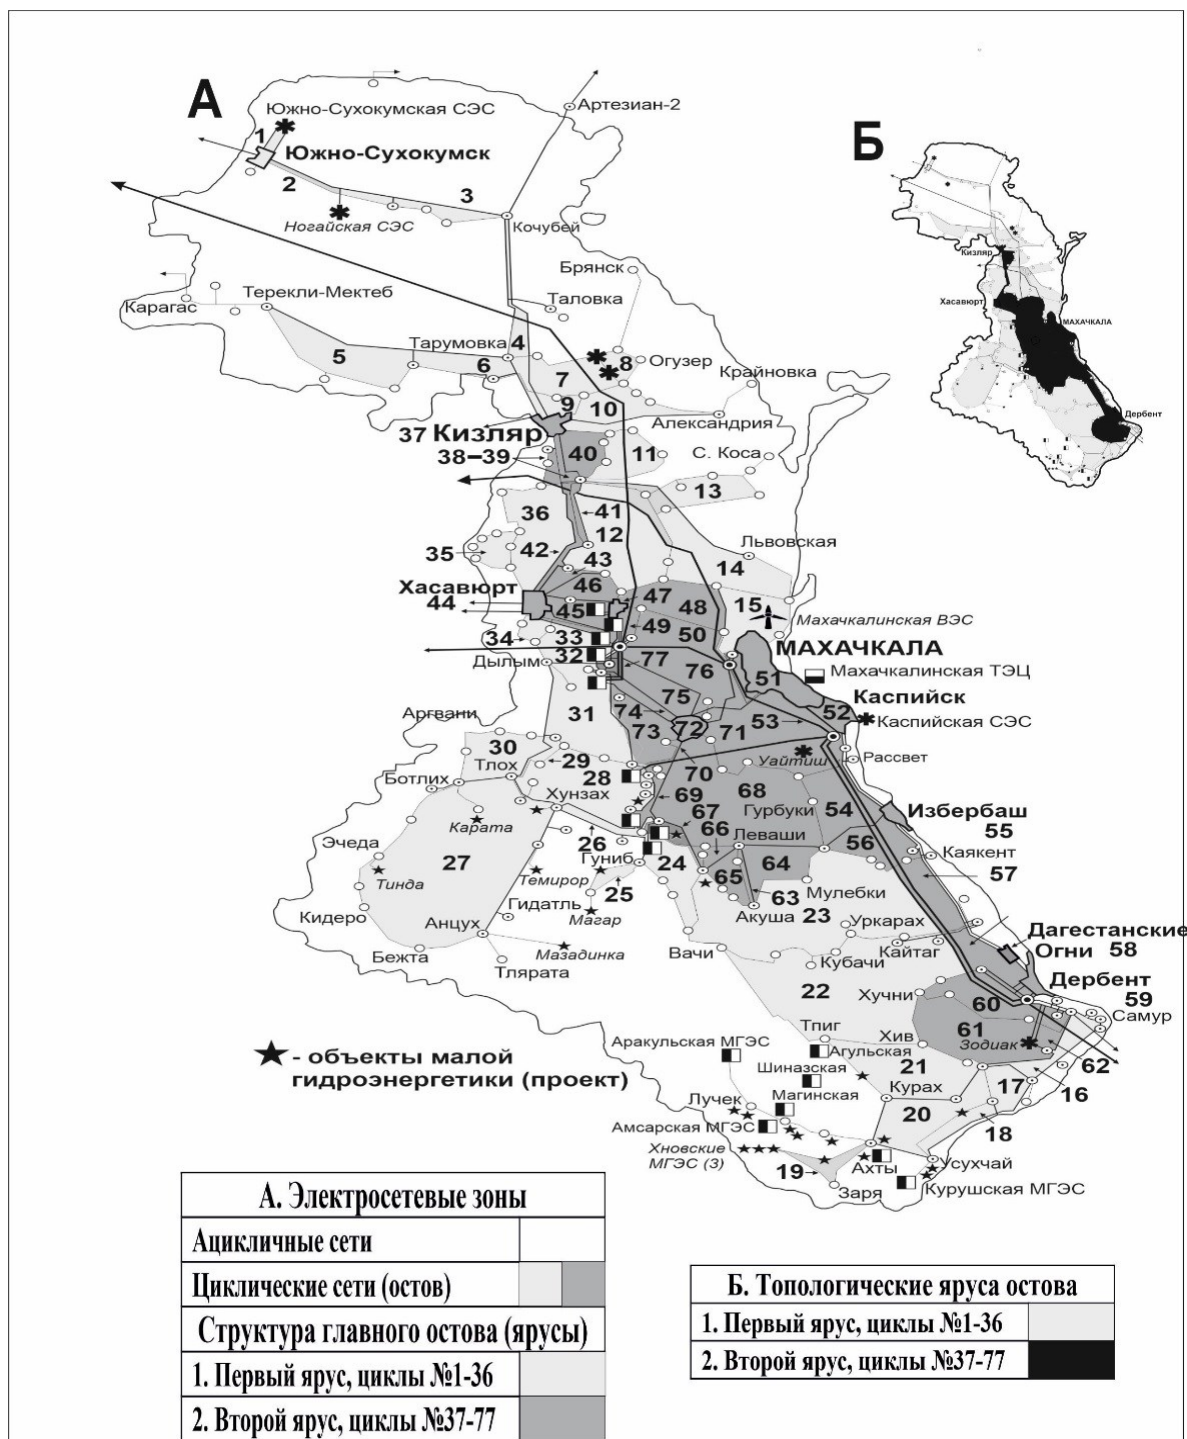 А
Б
Южно-Сухокумская СЭС
Артезиан-2
1
Южно-Сухокумск
2
3
Ногайская СЭС
Кочубей
Кизляр
Хасавюрт
МАХАЧКАЛА
Дербент
Брянск
Карагас
Терекли-Мектеб
Таловка
Тарумовка
4
5
6
7
8
Огузер
Крайновка
9
10
Александрия
37 Кизляр
38–39
40
11
С. Коса
13
36
41
12
35
42
43
Львовская
14
Хасавюрт
44
46
45
47
48
15
Махачкалинская ВЭС
34
33
49
50
МАХАЧКАЛА
Дылым
32
77
76
51
Махачкалинская ТЭЦ
75
Каспийск
31
74
52
Каспийская СЭС
73
72
71
53
Аргвани
30
29
Уайтиш
Рассвет
Ботлих
Тлох
28
70
68
Хунзах
69
Гурбуки
54
Избербаш
55
Карата
67
66
Леваши
56
Эчеда
26
Каякент
27
Гуниб
24
64
57
Тинда
Темирор
25
65
63
Мулебки
Гидатль
Магар
Акуша
23
Кидеро
Анцух
Уркарах
Дагестанские
Огни 58
Бежта
Мазадинка
Вачи
Кубачи
Кайтаг
Тлярата
22
Хучни
60
Дербент
59
61
Самур
Тпиг
Хив
Зодиак
62
★ - объекты малой
гидроэнергетики (проект)
Аракульская МГЭС
Агульская
21
Шиназская
Курах
17
16
Магинская
Лучек
20
18
Амсарская МГЭС
Хновские
МГЭС (3)
19
Ахты
Усухчай
Заря
Курушская МГЭС
А. Электросетевые зоны
Ацикличные сети
Циклические сети (остов)
Структура главного остова (ярусы)
1. Первый ярус, циклы №1-36
2. Второй ярус, циклы №37-77
Б. Топологические яруса остова
1. Первый ярус, циклы №1-36
2. Второй ярус, циклы №37-77